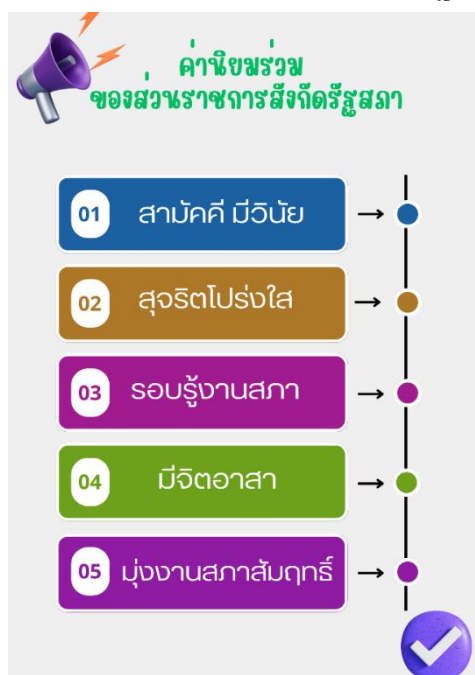 ค่านิยมร่วม
ของส่วนราชการสังกัดรัฐสภา
01 สามัคคี มีวินัย
02 สุจริตโปร่งใส
03 รอบรู้งานสภา
04 มีจิตอาสา
05 มุ่งงานสภาสัมฤทธิ์